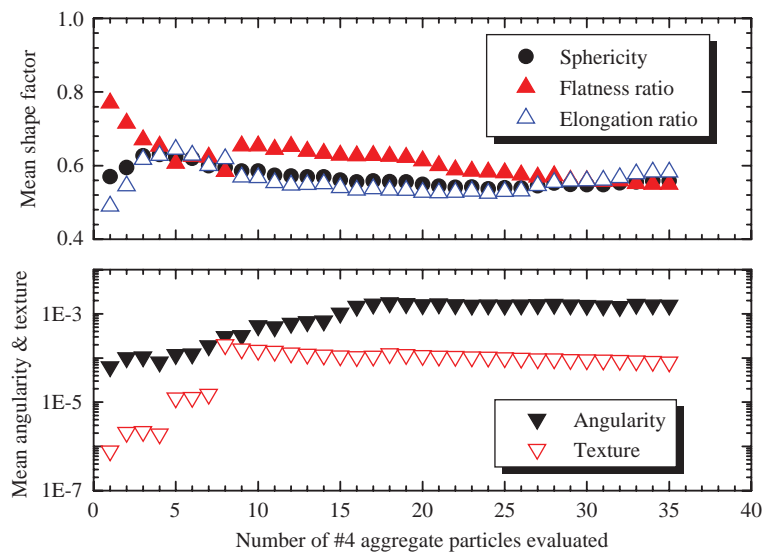 1.0
0.8
0.6
0.4
Mean shape factor
Sphericity
Flatness ratio
Elongation ratio
1E-3
1E-5
1E-7
Mean angularity & texture
Angularity
Texture
0 5 10 15 20 25 30 35 40
Number of #4 aggregate particles evaluated